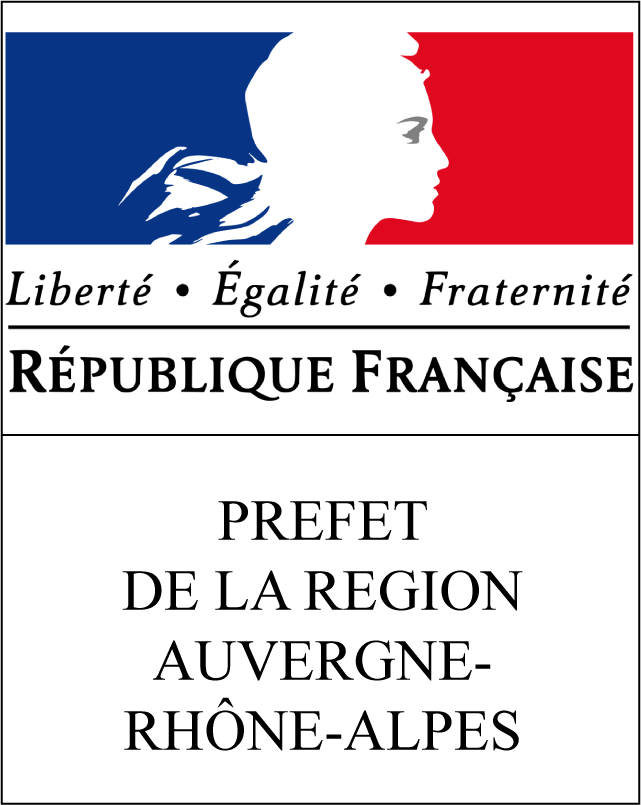 Liberté • Égalité • Fraternité
RÉPUBLIQUE FRANÇAISE
PREFET
DE LA REGION
AUVERGNE-
RHÔNE-ALPES